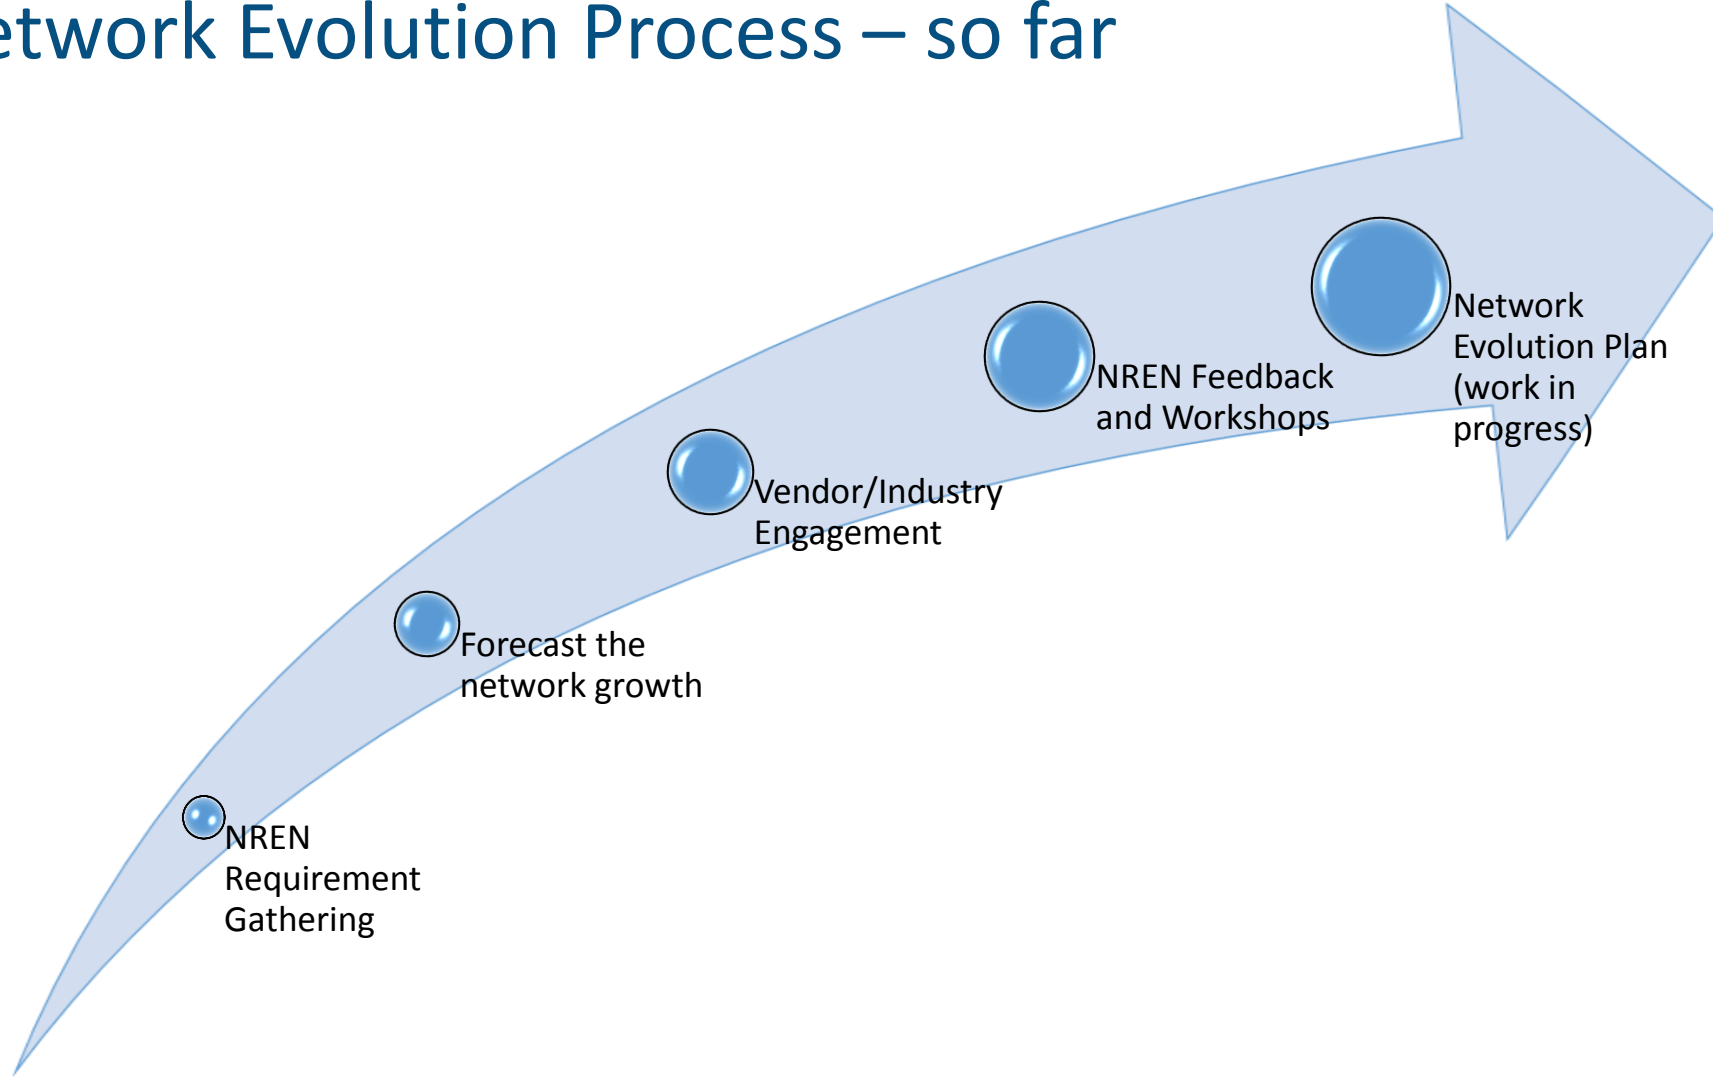 etwork Evolution Process – so far
Network
Evolution Plan
(work in
progress)
NREN Feedback
and Workshops
Vendor/Industry
Engagement
Forecast the
network growth
NREN
Requirement
Gathering